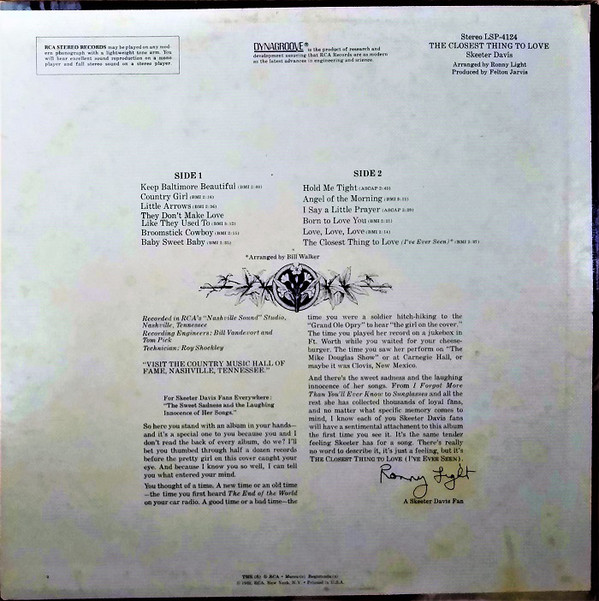 RCA STEREO RECORDS may be played on any mod-
ern phonograph with a lightweight tone arm. You
will hear excellent sound reproduction on a mono
player and full stereo sound on a stereo player.
DYNAGROOVE® is the product of research and
development assuring that RCA Records are as modern
as the latest advances in engineering and science.
Stereo LSP-4124
THE CLOSEST THING TO LOVE
Skeeter Davis
Arranged by Ronny Light
Produced by Felton Jarvis
SIDE 1
Keep Baltimore Beautiful (BMI
Country Girl (BMI
Little Arrows (BMI
They Don't Make Love
Like They Used To (BMI
Broomstick Cowboy (BMI
Baby Sweet Baby (BMI
SIDE 2
Hold Me Tight (ASCAP
Angel of the Morning (BMI
I Say a Little Prayer (ASCAP
Born to Love You (BMI
Love, Love, Love (BMI
The Closest Thing to Love (I've Ever Seen)* (BMI
*Arranged by Bill Walker
Recorded in RCA's "Nashville Sound" Studio,
Nashville, Tennessee
Recording Engineers: Bill Vandevort and
Tom Pick
Technician: Roy Shockley
"VISIT THE COUNTRY MUSIC HALL OF
FAME, NASHVILLE, TENNESSEE."
For Skeeter Davis Fans Everywhere:
"The Sweet Sadness and the Laughing
Innocence of Her Songs."
So here you stand with an album in your hands—
and it's a special one to you because you and I
don't read the back of every album, do we? I'll
bet you thumbed through half a dozen records
before the pretty girl on this cover caught your
eye. And because I know you so well, I can tell
you what entered your mind.
You thought of a time. A new time or an old time
—the time you first heard The End of the World
on your car radio. A good time or a bad time—the
time you were a soldier hitch-hiking to the
"Grand Ole Opry" to hear "the girl on the cover."
The time you played her record on a jukebox in
Ft. Worth while you waited for your cheese-
burger. The time you saw her perform on "The
Mike Douglas Show" or at Carnegie Hall, or
maybe it was Clovis, New Mexico.
And there's the sweet sadness and the laughing
innocence of her songs. From I Forgot More
Than You'll Ever Know to Sunglasses and all the
rest she has collected thousands of loyal fans,
and no matter what specific memory comes to
mind, I know each of you Skeeter Davis fans
will have a sentimental attachment to this album
the first time you see it. It's the same tender
feeling Skeeter has for a song. There's really
no word to describe it, it's just a feeling, but it's
THE CLOSEST THING TO LOVE (I'VE EVER SEEN).
Ronny Light
A Skeeter Davis Fan
TMK (s) ® RCA • Marca(s) Registrada(s)
RCA, New York, N.Y. • Printed in U.S.A.